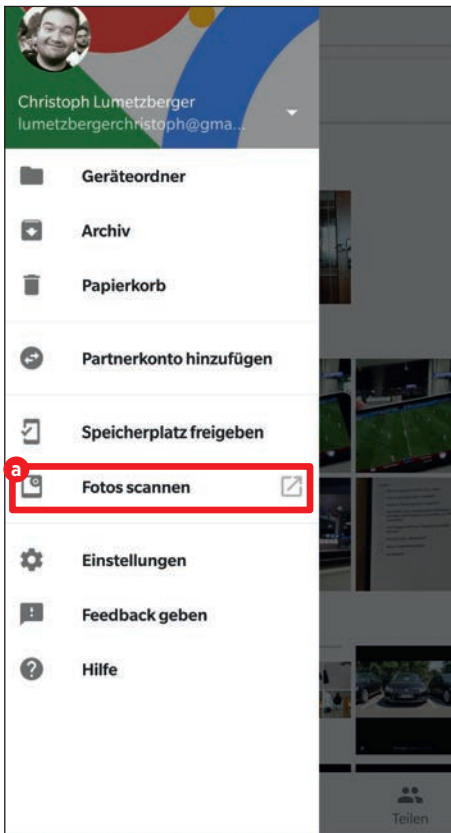 Christoph Lumetzberger
lumetzbergerchristoph@gma...
Geräteordner
Archiv
Papierkorb
Partnerkonto hinzufügen
Speicherplatz freigeben
a
Fotos scannen
Einstellungen
Feedback geben
Hilfe
Teilen